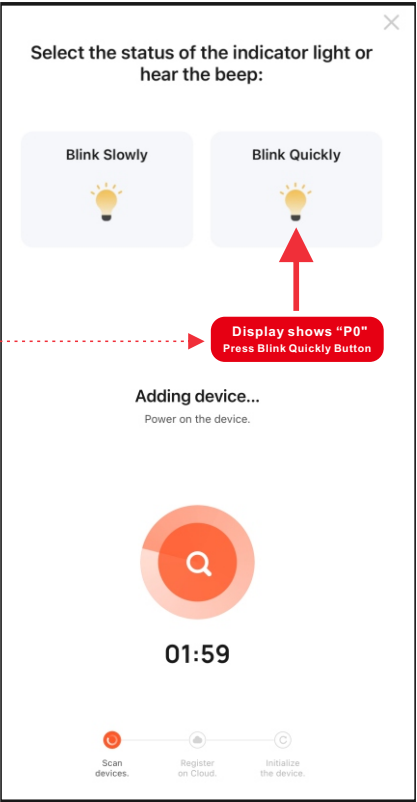 Select the status of the indicator light or
hear the beep:
Blink Slowly
Blink Quickly
Display shows “P0"
Press Blink Quickly Button
Adding device...
Power on the device.
01:59
Scan
devices.
Register
on Cloud.
Initialize
the device.